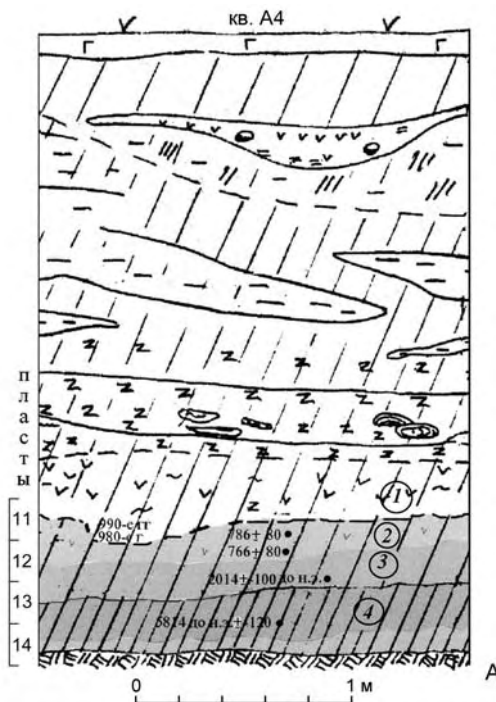 кв. А4
Г Г Г
пласты
11
12
13
14
1
990-е гг
980-е г
786± 80
2
766± 80
3
2014±-100 до н.э.
4
5814 до н.э.±-120
А
0 1 м